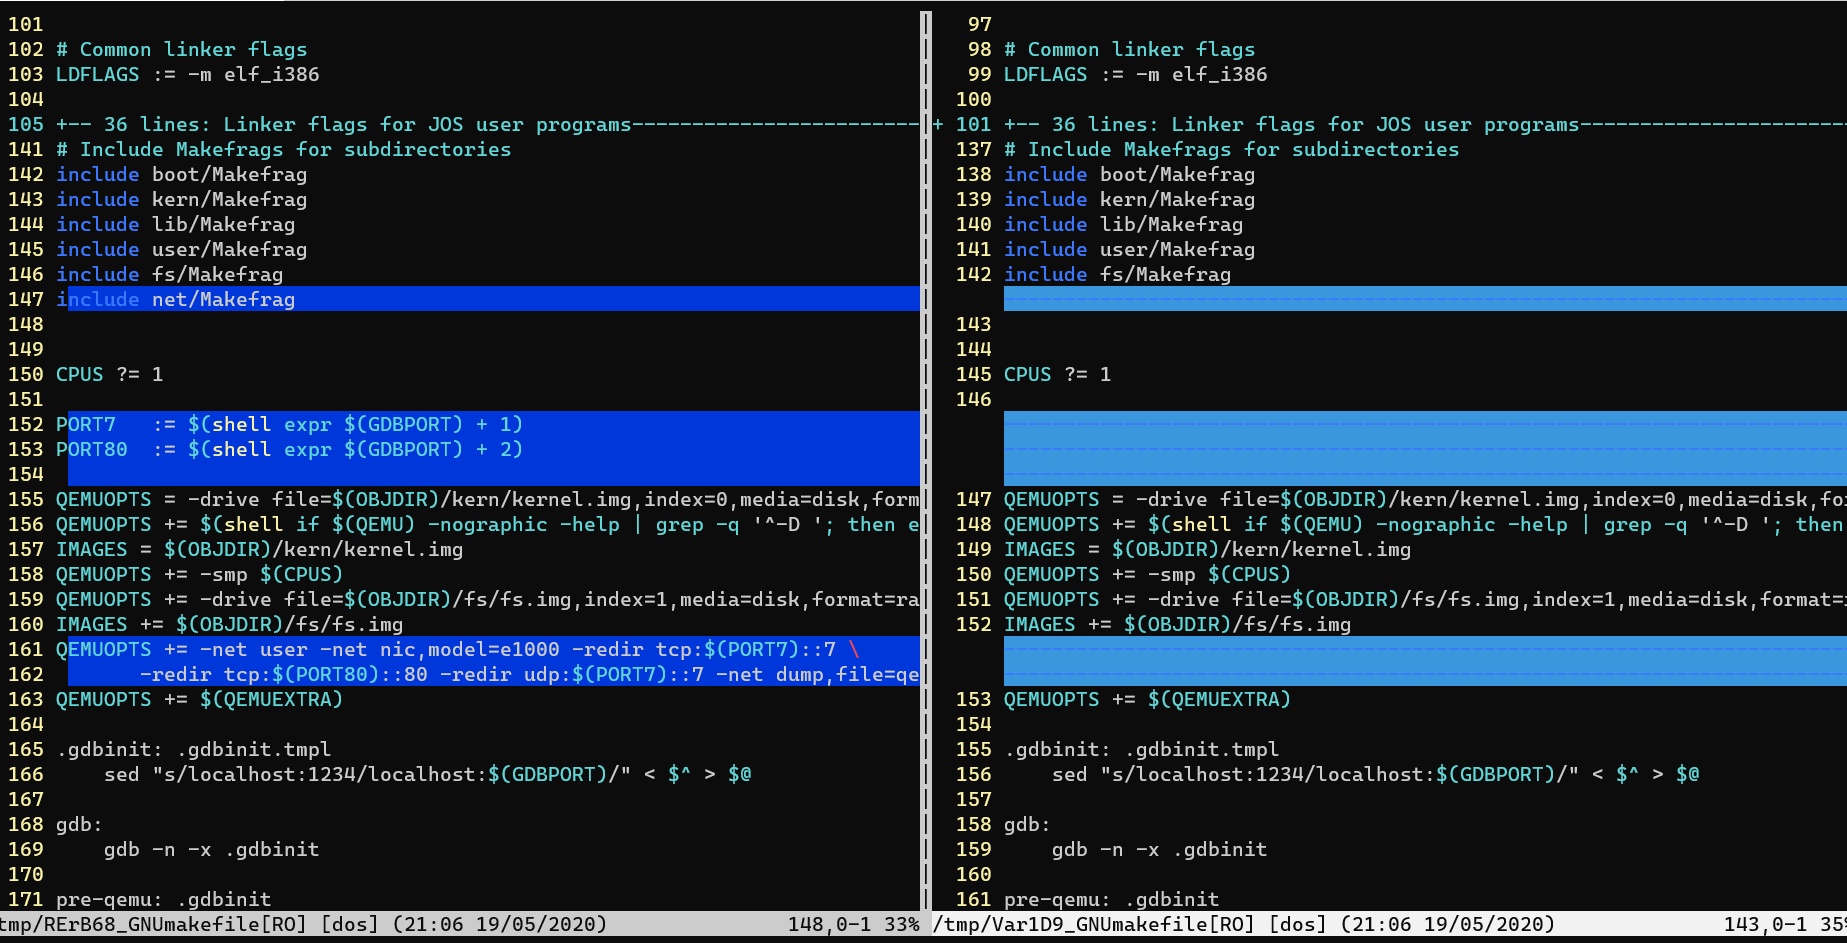 101
102 # Common linker flags
103 LDFLAGS := -m elf_i386
104
105 +-- 36 lines: Linker flags for JOS user programs------------------------
141 # Include Makefrags for subdirectories
142 include boot/Makefrag
143 include kern/Makefrag
144 include lib/Makefrag
145 include user/Makefrag
146 include fs/Makefrag
147 include net/Makefrag
148
149
150 CPUS ?= 1
151
152 PORT7   := $(shell expr $(GDBPORT) + 1)
153 PORT80  := $(shell expr $(GDBPORT) + 2)
154
155 QEMUOPTS = -drive file=$(OBJDIR)/kern/kernel.img,index=0,media=disk,form
156 QEMUOPTS += $(shell if $(QEMU) -nographic -help | grep -q '^-D '; then e
157 IMAGES = $(OBJDIR)/kern/kernel.img
158 QEMUOPTS += -smp $(CPUS)
159 QEMUOPTS += -drive file=$(OBJDIR)/fs/fs.img,index=1,media=disk,format=ra
160 IMAGES += $(OBJDIR)/fs/fs.img
161 QEMUOPTS += -net user -net nic,model=e1000 -redir tcp:$(PORT7)::7 \
162        -redir tcp:$(PORT80)::80 -redir udp:$(PORT7)::7 -net dump,file=qe
163 QEMUOPTS += $(QEMUEXTRA)
164
165 .gdbinit: .gdbinit.tmpl
166     sed "s/localhost:1234/localhost:$(GDBPORT)/" < $^ > $@
167
168 gdb:
169     gdb -n -x .gdbinit
170
171 pre-qemu: .gdbinit
tmp/RErB68_GNUmakefile[RO] [dos] (21:06 19/05/2020) 148,0-1 33%
97
98 # Common linker flags
99 LDFLAGS := -m elf_i386
100
+ 101 +-- 36 lines: Linker flags for JOS user programs----------------------
137 # Include Makefrags for subdirectories
138 include boot/Makefrag
139 include kern/Makefrag
140 include lib/Makefrag
141 include user/Makefrag
142 include fs/Makefrag
143
144
145 CPUS ?= 1
146
147 QEMUOPTS = -drive file=$(OBJDIR)/kern/kernel.img,index=0,media=disk,fo
148 QEMUOPTS += $(shell if $(QEMU) -nographic -help | grep -q '^-D '; then
149 IMAGES = $(OBJDIR)/kern/kernel.img
150 QEMUOPTS += -smp $(CPUS)
151 QEMUOPTS += -drive file=$(OBJDIR)/fs/fs.img,index=1,media=disk,format=
152 IMAGES += $(OBJDIR)/fs/fs.img
153 QEMUOPTS += $(QEMUEXTRA)
154
155 .gdbinit: .gdbinit.tmpl
156     sed "s/localhost:1234/localhost:$(GDBPORT)/" < $^ > $@
157
158 gdb:
159     gdb -n -x .gdbinit
160
161 pre-qemu: .gdbinit
/tmp/Var1D9_GNUmakefile[RO] [dos] (21:06 19/05/2020) 143,0-1 35%